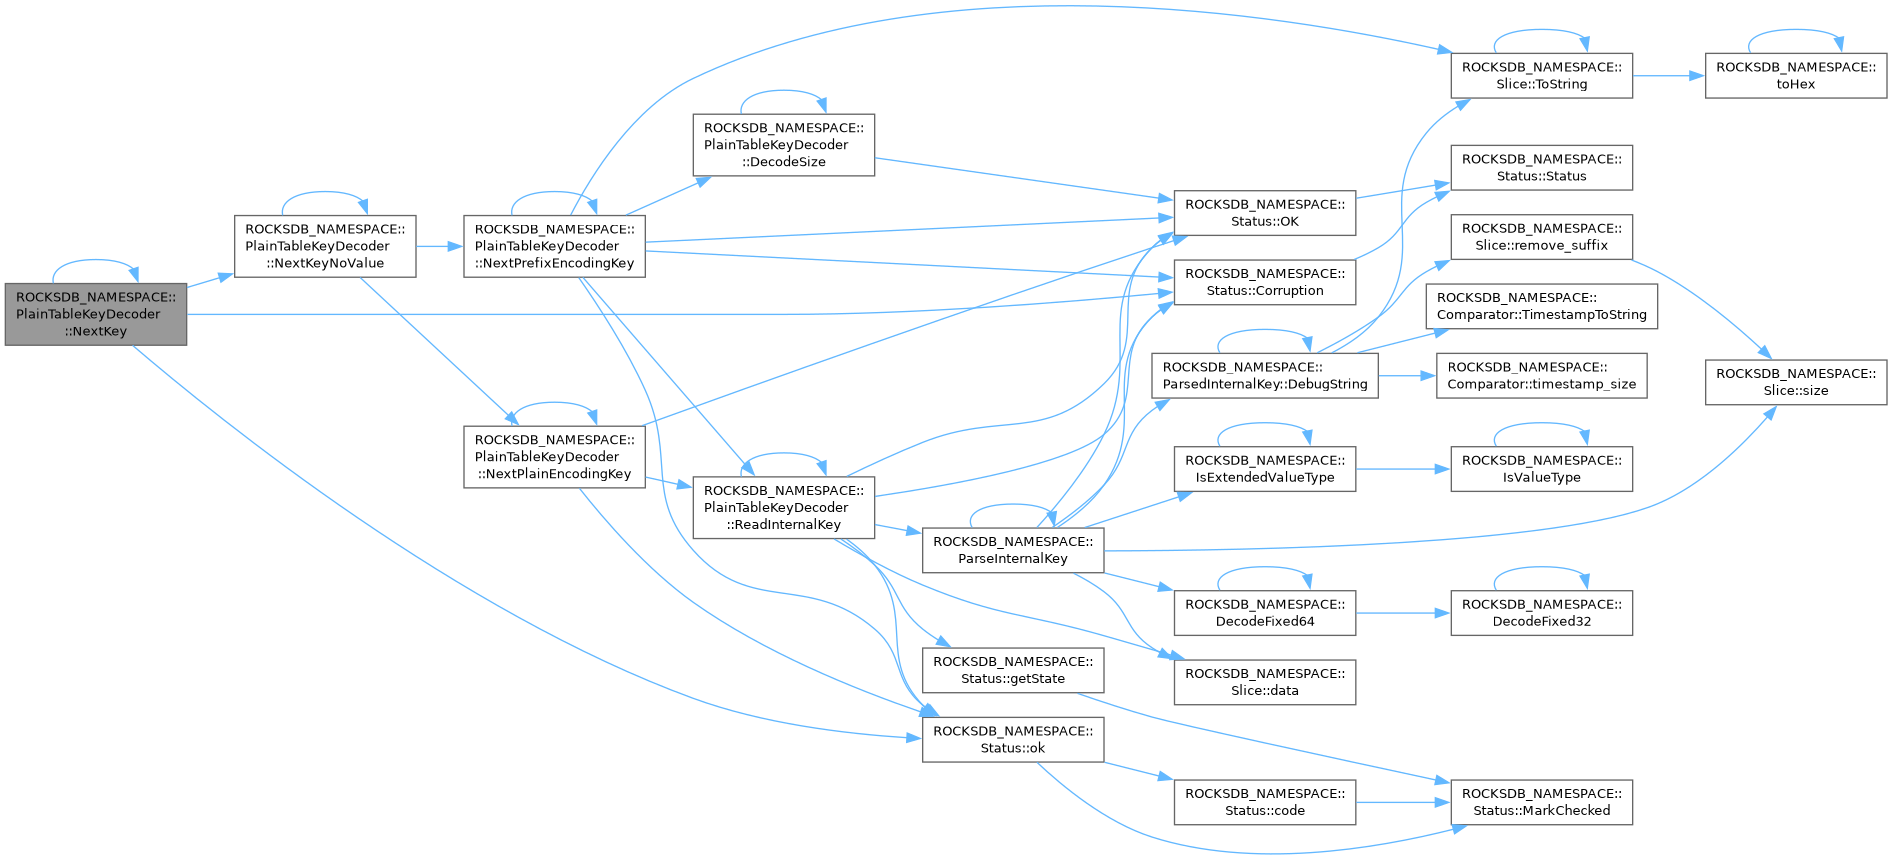 ROCKSDB_NAMESPACE::
PlainTableKeyDecoder
::NextKey
ROCKSDB_NAMESPACE::
PlainTableKeyDecoder
::NextKeyNoValue
ROCKSDB_NAMESPACE::
PlainTableKeyDecoder
::NextPrefixEncodingKey
ROCKSDB_NAMESPACE::
PlainTableKeyDecoder
::NextPlainEncodingKey
ROCKSDB_NAMESPACE::
PlainTableKeyDecoder
::DecodeSize
ROCKSDB_NAMESPACE::
PlainTableKeyDecoder
::ReadInternalKey
ROCKSDB_NAMESPACE::
ParseInternalKey
ROCKSDB_NAMESPACE::
Status::getState
ROCKSDB_NAMESPACE::
Status::ok
ROCKSDB_NAMESPACE::
Status::OK
ROCKSDB_NAMESPACE::
Status::Corruption
ROCKSDB_NAMESPACE::
ParsedInternalKey::DebugString
ROCKSDB_NAMESPACE::
IsExtendedValueType
ROCKSDB_NAMESPACE::
DecodeFixed64
ROCKSDB_NAMESPACE::
Slice::data
ROCKSDB_NAMESPACE::
Status::code
ROCKSDB_NAMESPACE::
Slice::ToString
ROCKSDB_NAMESPACE::
Status::Status
ROCKSDB_NAMESPACE::
Slice::remove_suffix
ROCKSDB_NAMESPACE::
Comparator::TimestampToString
ROCKSDB_NAMESPACE::
Comparator::timestamp_size
ROCKSDB_NAMESPACE::
IsValueType
ROCKSDB_NAMESPACE::
DecodeFixed32
ROCKSDB_NAMESPACE::
Status::MarkChecked
ROCKSDB_NAMESPACE::
toHex
ROCKSDB_NAMESPACE::
Slice::size